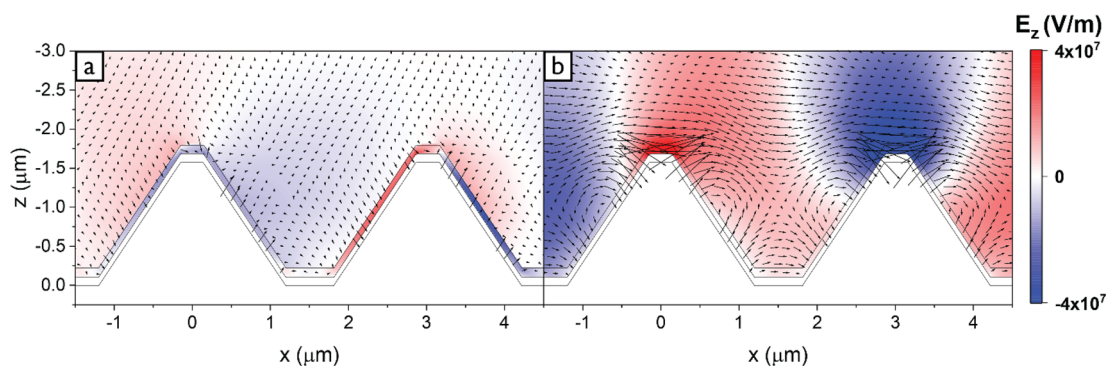 E_z (V/m)
a
b
-3.0
-2.5
-2.0
-1.5
-1.0
-0.5
0.0
z (μm)
4x10^7
0
-4x10^7
-1 0 1 2 3 4 -1 0 1 2 3 4
x (μm) x (μm)